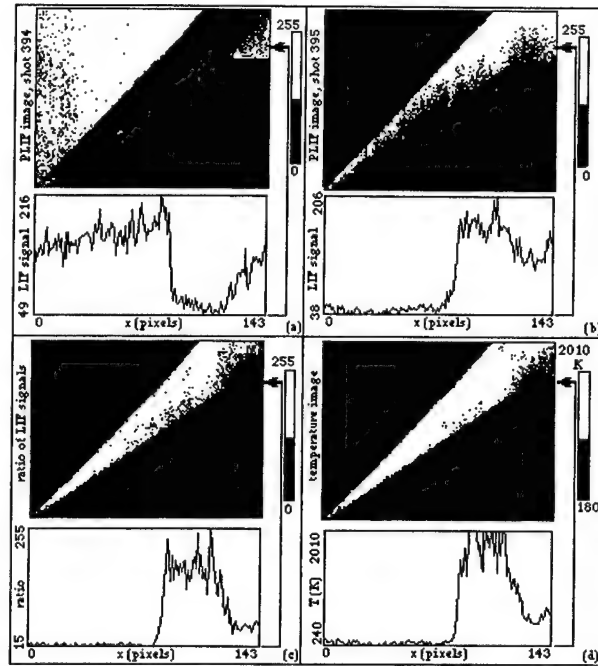 PLIF image, shot 394
255
0
216
LIF signal
49
0
x (pixels)
143
(a)
PLIF image, shot 395
255
0
206
LIF signal
38
0
x (pixels)
143
(b)
ratio of LIF signals
255
0
255
ratio
15
0
x (pixels)
143
(c)
temperature image
2010
K
180
2010
T [K]
240
0
x (pixels)
143
(d)